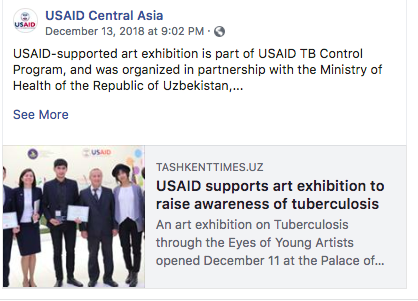 USAID Central Asia
December 13, 2018 at 9:02 PM ·
USAID-supported art exhibition is part of USAID TB Control
Program, and was organized in partnership with the Ministry of
Health of the Republic of Uzbekistan,...
See More
USAID
TASHKENTTIMES.UZ
USAID supports art exhibition to
raise awareness of tuberculosis
An art exhibition on Tuberculosis
through the Eyes of Young Artists
opened December 11 at the Palace of...